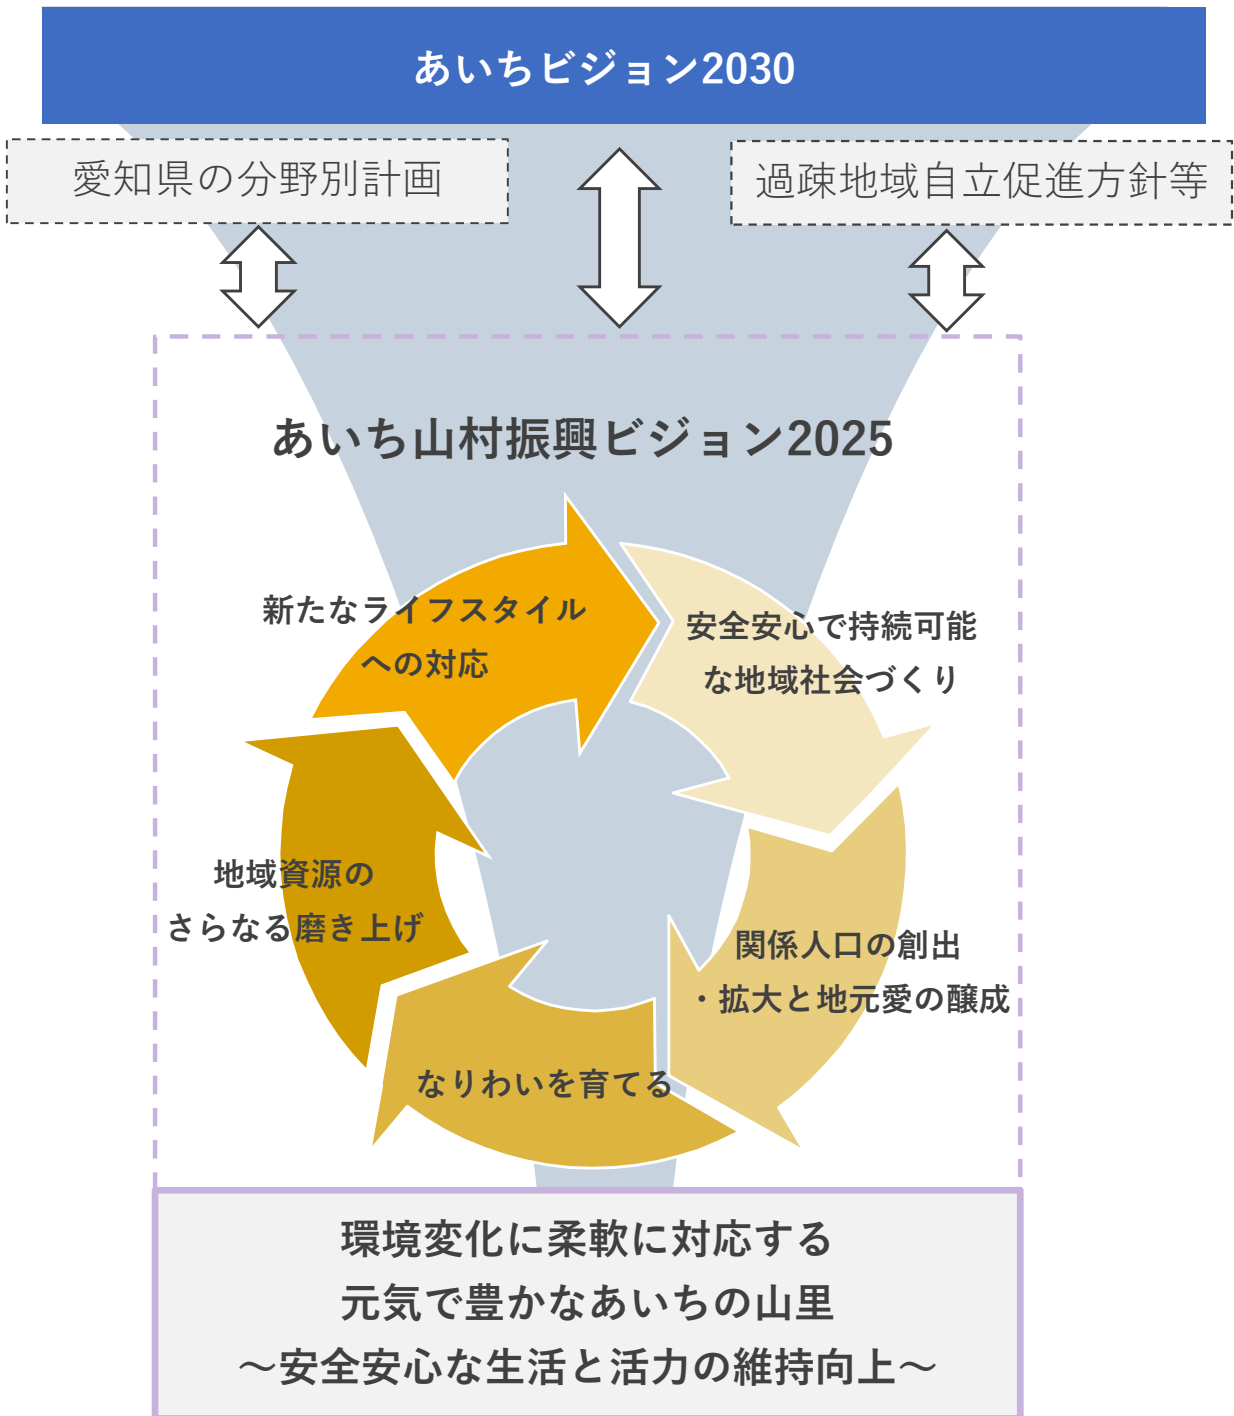 あいちビジョン2030
愛知県の分野別計画
過疎地域自立促進方針等
あいち山村振興ビジョン2025
新たなライフスタイル
への対応
安全安心で持続可能
な地域社会づくり
関係人口の創出
・拡大と地元愛の醸成
なりわいを育てる
地域資源の
さらなる磨き上げ
環境変化に柔軟に対応する
元気で豊かなあいちの山里
～安全安心な生活と活力の維持向上～